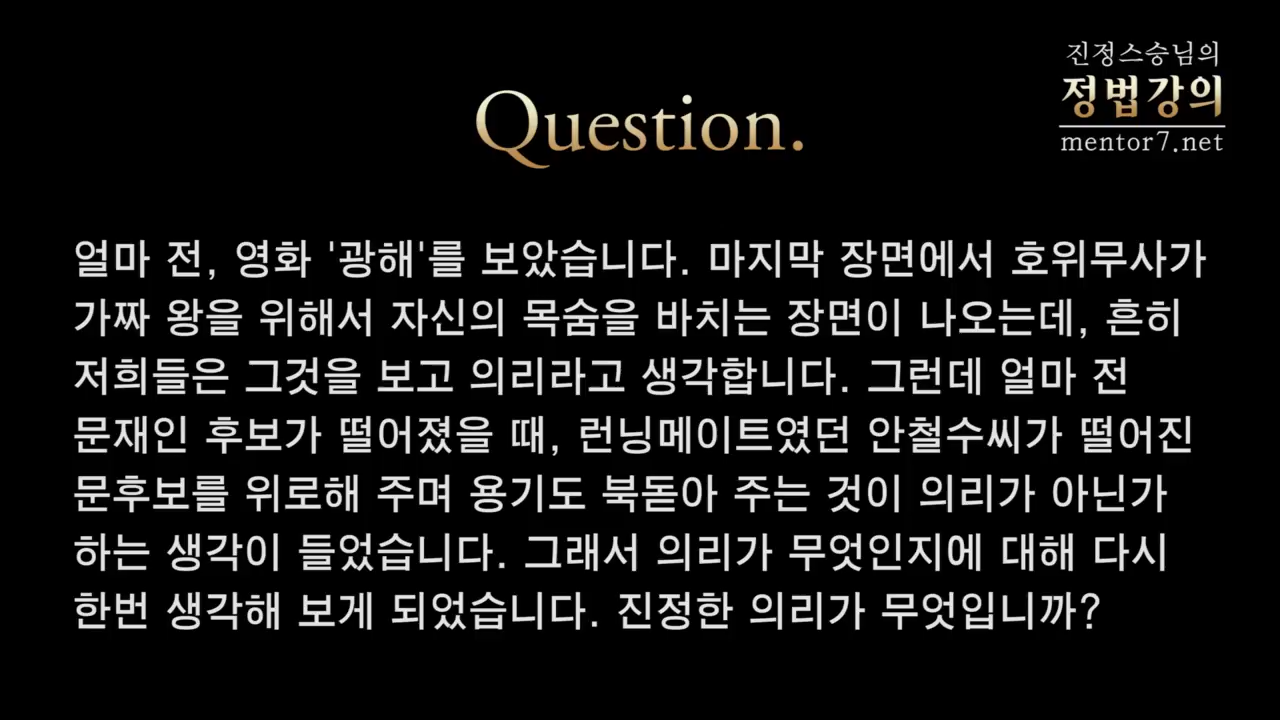 진정스승님의
정법강의
mentor7.net
Question.
얼마 전, 영화 '광해'를 보았습니다. 마지막 장면에서 호위무사가
가짜 왕을 위해서 자신의 목숨을 바치는 장면이 나오는데, 흔히
저희들은 그것을 보고 의리라고 생각합니다. 그런데 얼마 전
문재인 후보가 떨어졌을 때, 런닝메이트였던 안철수씨가 떨어진
문후보를 위로해 주며 용기도 북돋아 주는 것이 의리가 아닌가
하는 생각이 들었습니다. 그래서 의리가 무엇인지에 대해 다시
한번 생각해 보게 되었습니다. 진정한 의리가 무엇입니까?